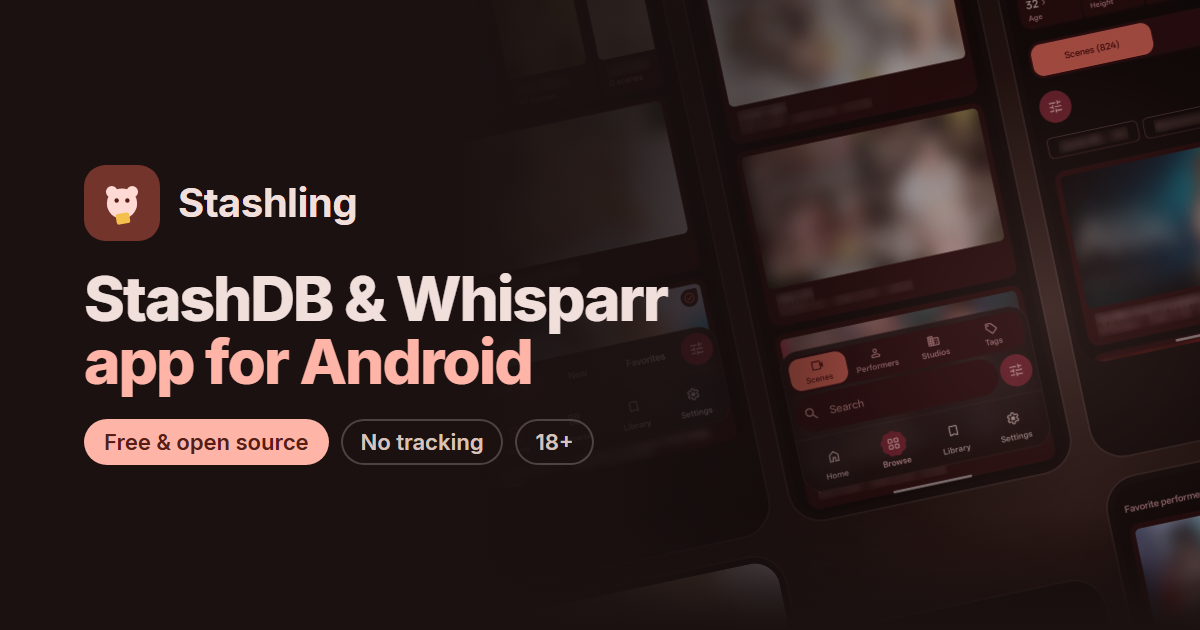 Stashling
StashDB & Whisparr
app for Android
Free & open source
No tracking
18+
Favorites
Library
Settings
Scenes
Performers
Studios
Tags
Search
Home
Browse
Library
Settings
32
Age
Height
Scenes (824)
Favorite performe